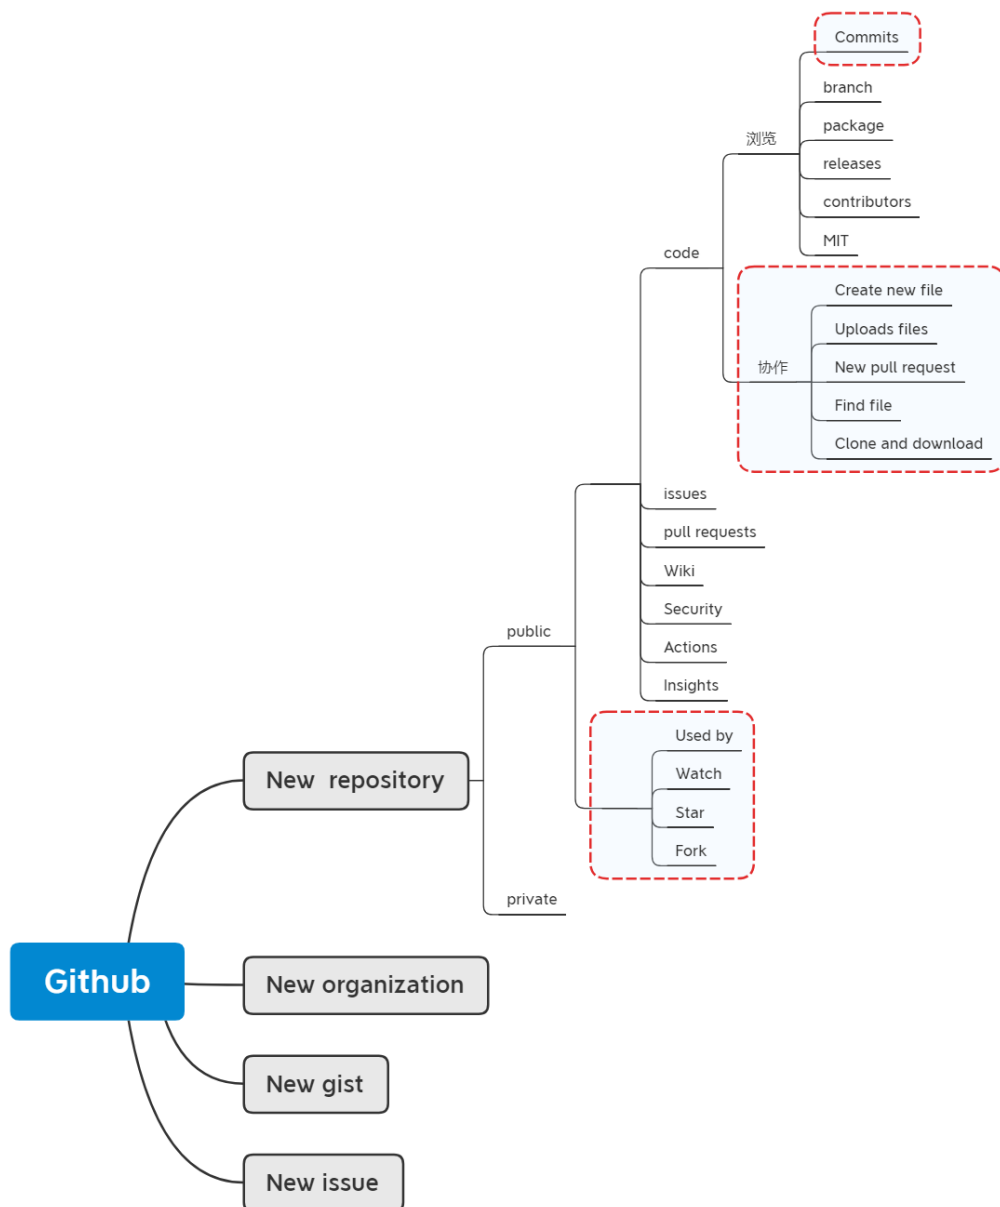 Commits
branch
package
浏览
releases
contributors
MIT
code
Create new file
Uploads files
协作
New pull request
Find file
Clone and download
issues
pull requests
Wiki
Security
public
Actions
Insights
Used by
New  repository
Watch
Star
Fork
private
Github
New organization
New gist
New issue